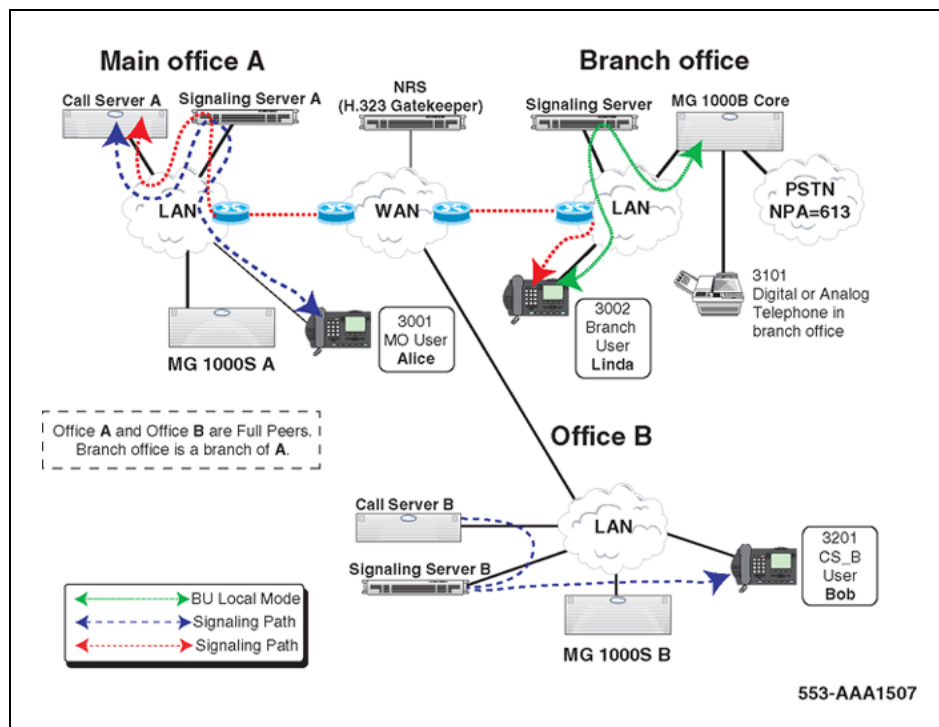 Main office A
Branch office
Call Server A
Signaling Server A
NRS
(H.323 Gatekeeper)
Signaling Server
MG 1000B Core
LAN
WAN
LAN
PSTN
NPA=613
3001
MO User
Alice
MG 1000S A
3002
Branch
User
Linda
3101
Digital or Analog
Telephone in
branch office
Office A and Office B are Full Peers.
Branch office is a branch of A.
Office B
Call Server B
LAN
Signaling Server B
3201
CS_B
User
Bob
MG 1000S B
BU Local Mode
Signaling Path
Signaling Path
553-AAA1507